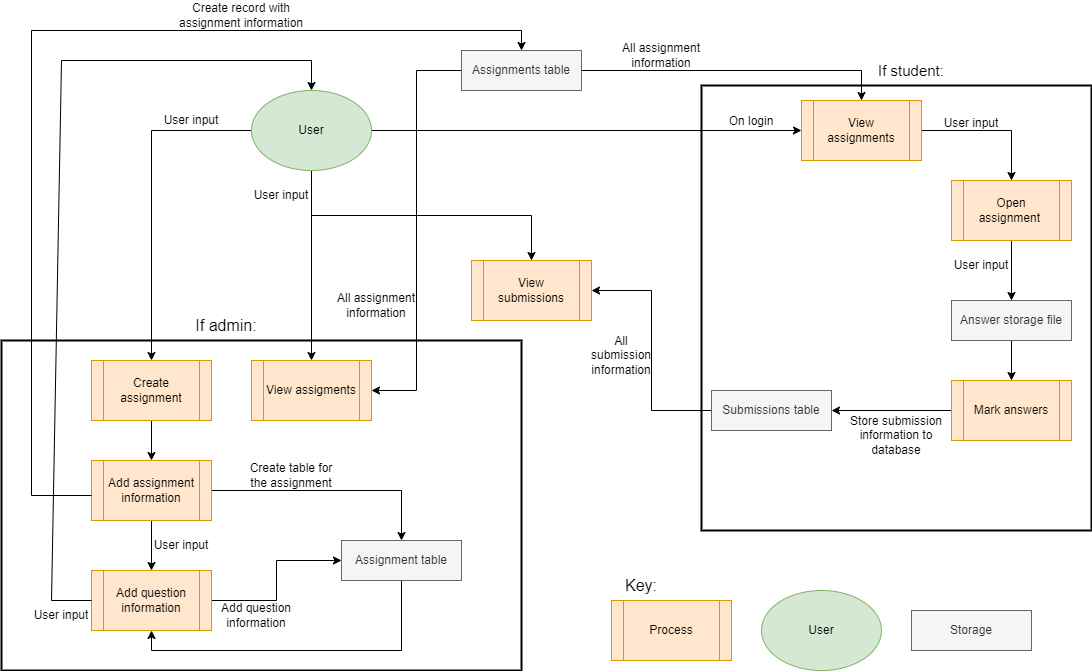 Create record with
assignment information
Assignments table
All assignment
information
If student:
User input
User
On login
View
assignments
User input
User input
Open
assignment
User input
View
submissions
All assignment
information
Answer storage file
If admin:
All
submission
information
Create
assignment
View assigments
Submissions table
Mark answers
Store submission
information to
database
Add assignment
information
Create table for
the assignment
User input
Assignment table
Add question
information
User input
Add question
information
Key:
Process
User
Storage